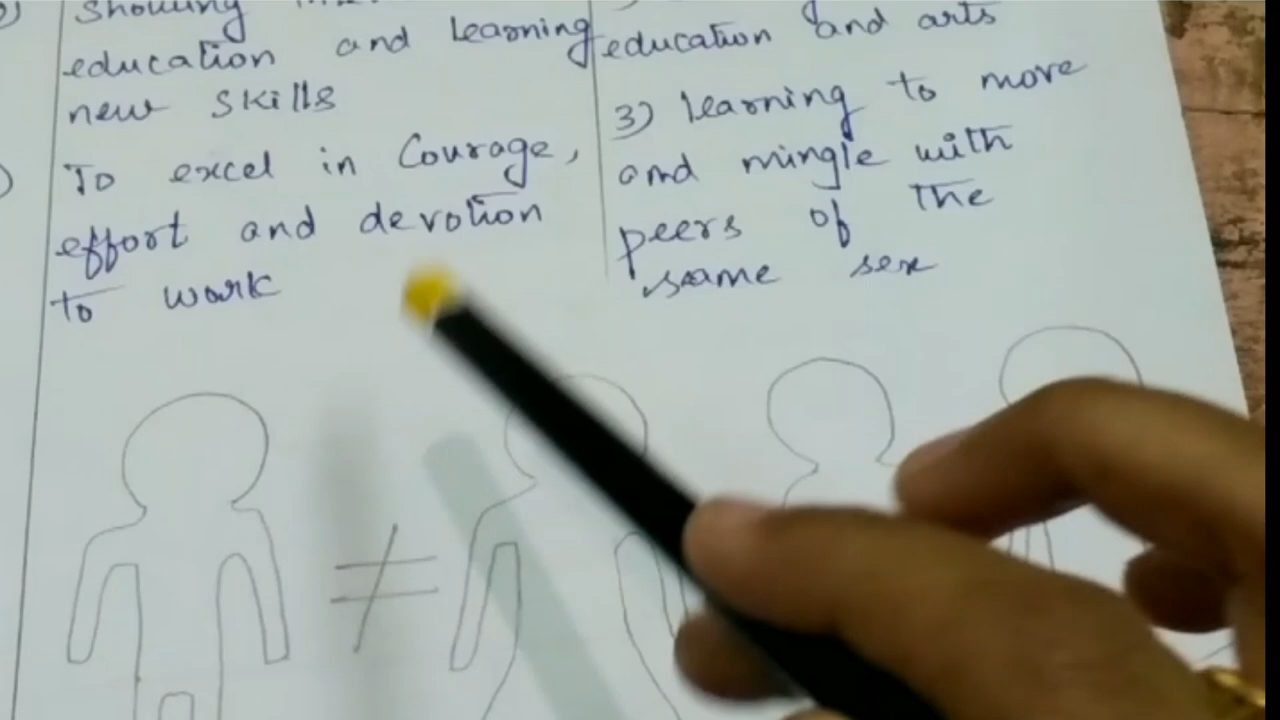 Showing
education and learning
new skills
To excel in Courage,
effort and devotion
to work
education and arts
3) learning to move
and mingle with
peers of the
same sex
≠